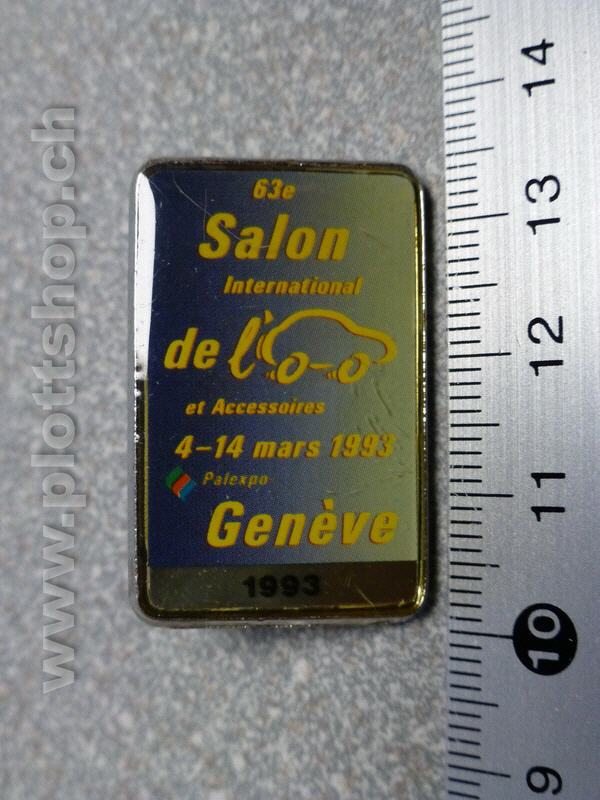 63e
Salon
International
de l'
et Accessoires
4-14 mars 1993
Palexpo
Genève
1993
14
13
12
11
10
9
www.plottshop.ch